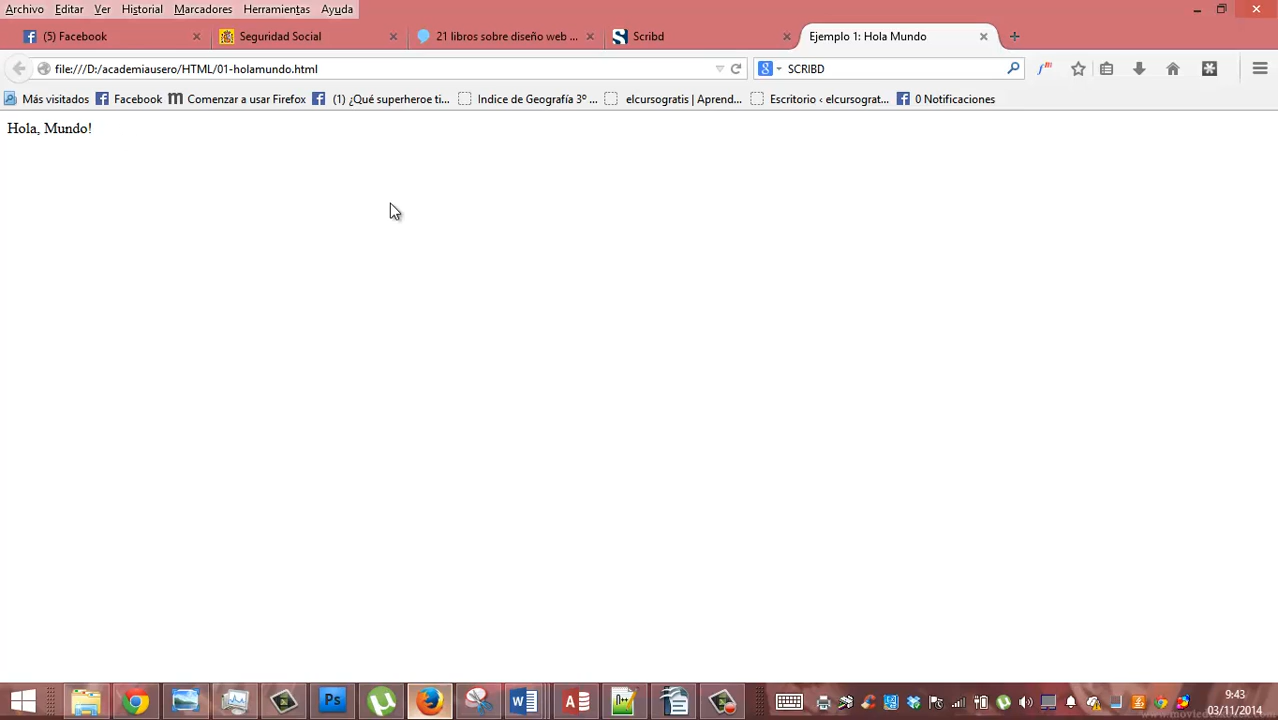 Archivo Editar Ver Historial Marcadores Herramientas Ayuda
(5) Facebook Seguridad Social 21 libros sobre diseño web ... Scribd Ejemplo 1: Hola Mundo
file:///D:/academiausero/HTML/01-holamundo.html SCRIBD
Más visitados Facebook Comenzar a usar Firefox (1) ¿Qué superheroe ti... Indice de Geografía 3º ... elcursogratis | Aprend... Escritorio ‹ elcursograt... 0 Notificaciones
Hola, Mundo!
Ps
9:43
03/11/2014